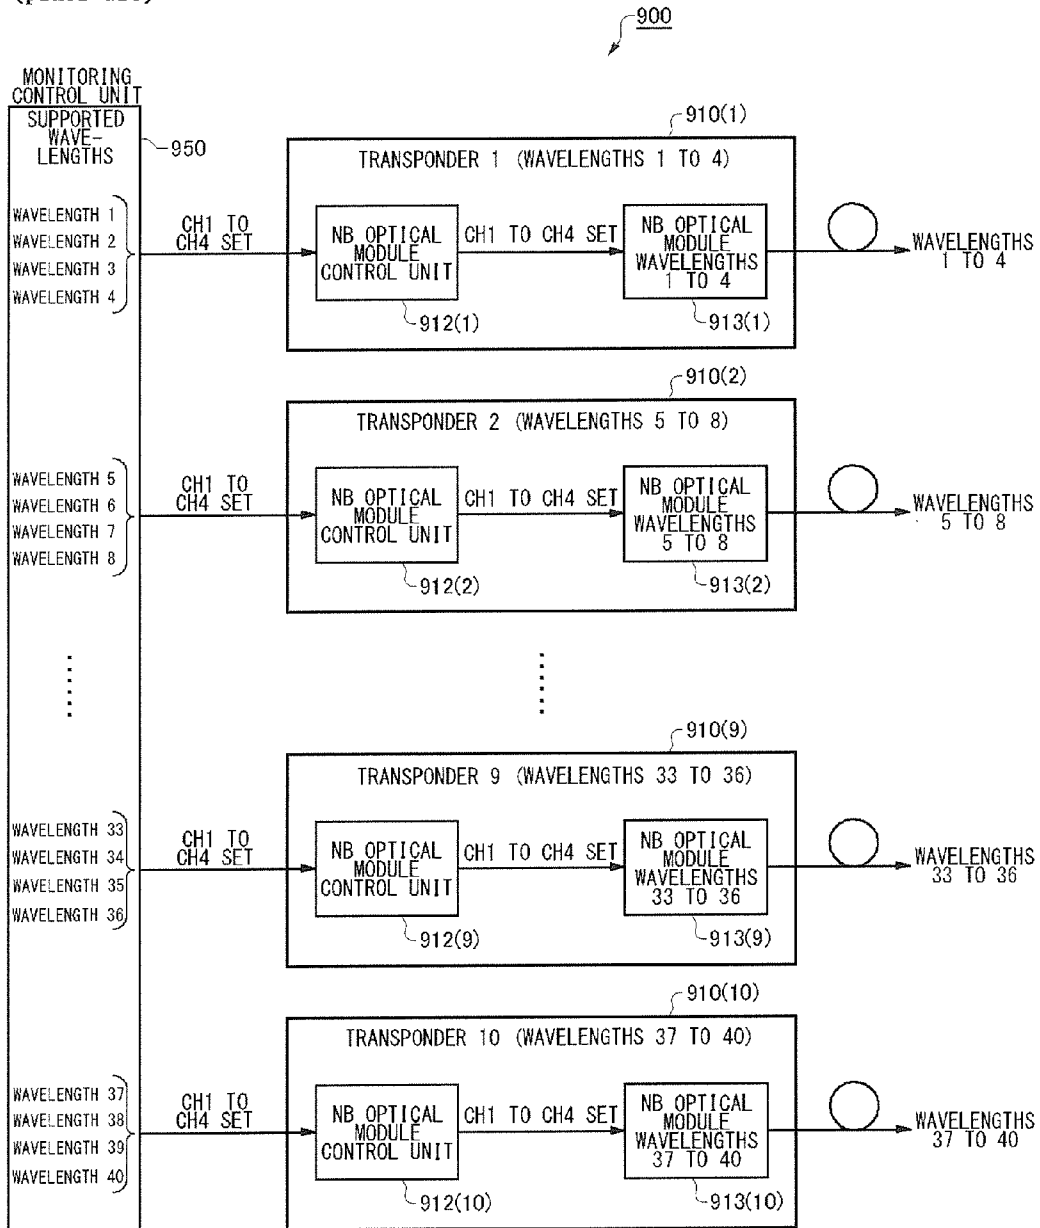 900
MONITORING
CONTROL UNIT
SUPPORTED
WAVE-
LENGTHS
950
WAVELENGTH 1
WAVELENGTH 2
WAVELENGTH 3
WAVELENGTH 4
CH1 TO
CH4 SET
910(1)
TRANSPONDER 1 (WAVELENGTHS 1 TO 4)
NB OPTICAL
MODULE
CONTROL UNIT
912(1)
CH1 TO CH4 SET
NB OPTICAL
MODULE
WAVELENGTHS
1 TO 4
913(1)
WAVELENGTHS
1 TO 4
WAVELENGTH 5
WAVELENGTH 6
WAVELENGTH 7
WAVELENGTH 8
CH1 TO
CH4 SET
910(2)
TRANSPONDER 2 (WAVELENGTHS 5 TO 8)
NB OPTICAL
MODULE
CONTROL UNIT
912(2)
CH1 TO CH4 SET
NB OPTICAL
MODULE
WAVELENGTHS
5 TO 8
913(2)
WAVELENGTHS
5 TO 8
WAVELENGTH 33
WAVELENGTH 34
WAVELENGTH 35
WAVELENGTH 36
CH1 TO
CH4 SET
910(9)
TRANSPONDER 9 (WAVELENGTHS 33 TO 36)
NB OPTICAL
MODULE
CONTROL UNIT
912(9)
CH1 TO CH4 SET
NB OPTICAL
MODULE
WAVELENGTHS
33 TO 36
913(9)
WAVELENGTHS
33 TO 36
WAVELENGTH 37
WAVELENGTH 38
WAVELENGTH 39
WAVELENGTH 40
CH1 TO
CH4 SET
910(10)
TRANSPONDER 10 (WAVELENGTHS 37 TO 40)
NB OPTICAL
MODULE
CONTROL UNIT
912(10)
CH1 TO CH4 SET
NB OPTICAL
MODULE
WAVELENGTHS
37 TO 40
913(10)
WAVELENGTHS
37 TO 40